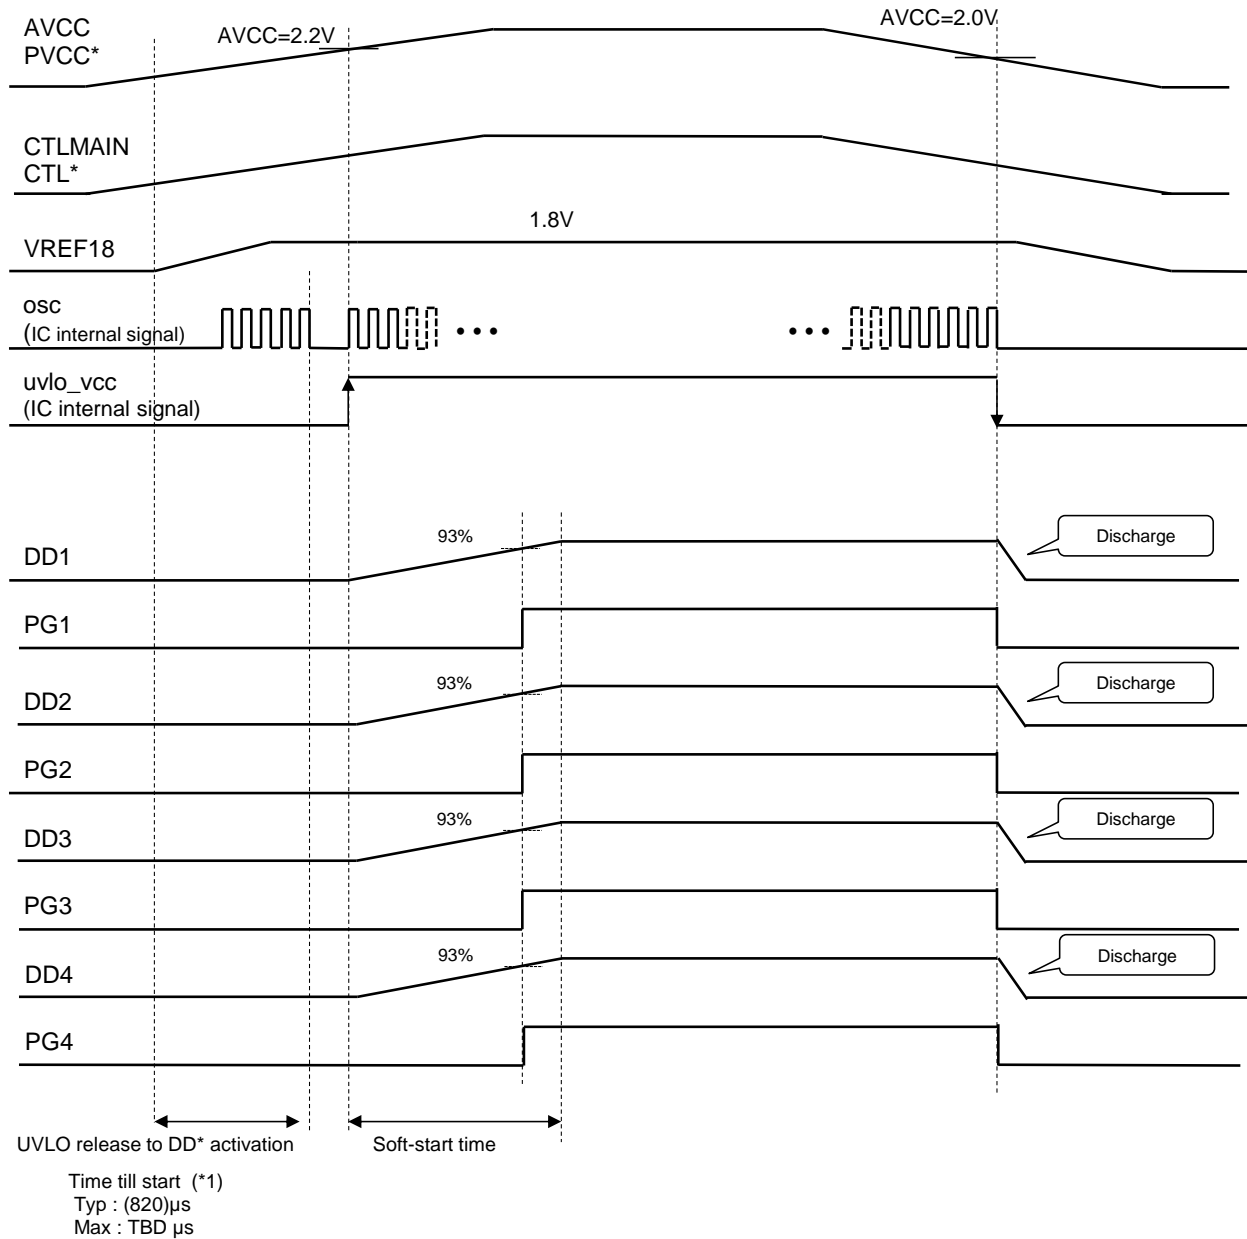 AVCC
PVCC*
AVCC=2.2V
AVCC=2.0V
CTLMAIN
CTL*
VREF18
1.8V
osc
(IC internal signal)
uvlo_vcc
(IC internal signal)
DD1
93%
Discharge
PG1
DD2
93%
Discharge
PG2
DD3
93%
Discharge
PG3
DD4
93%
Discharge
PG4
UVLO release to DD* activation
Soft-start time
Time till start (*1)
Typ : (820)µs
Max : TBD µs